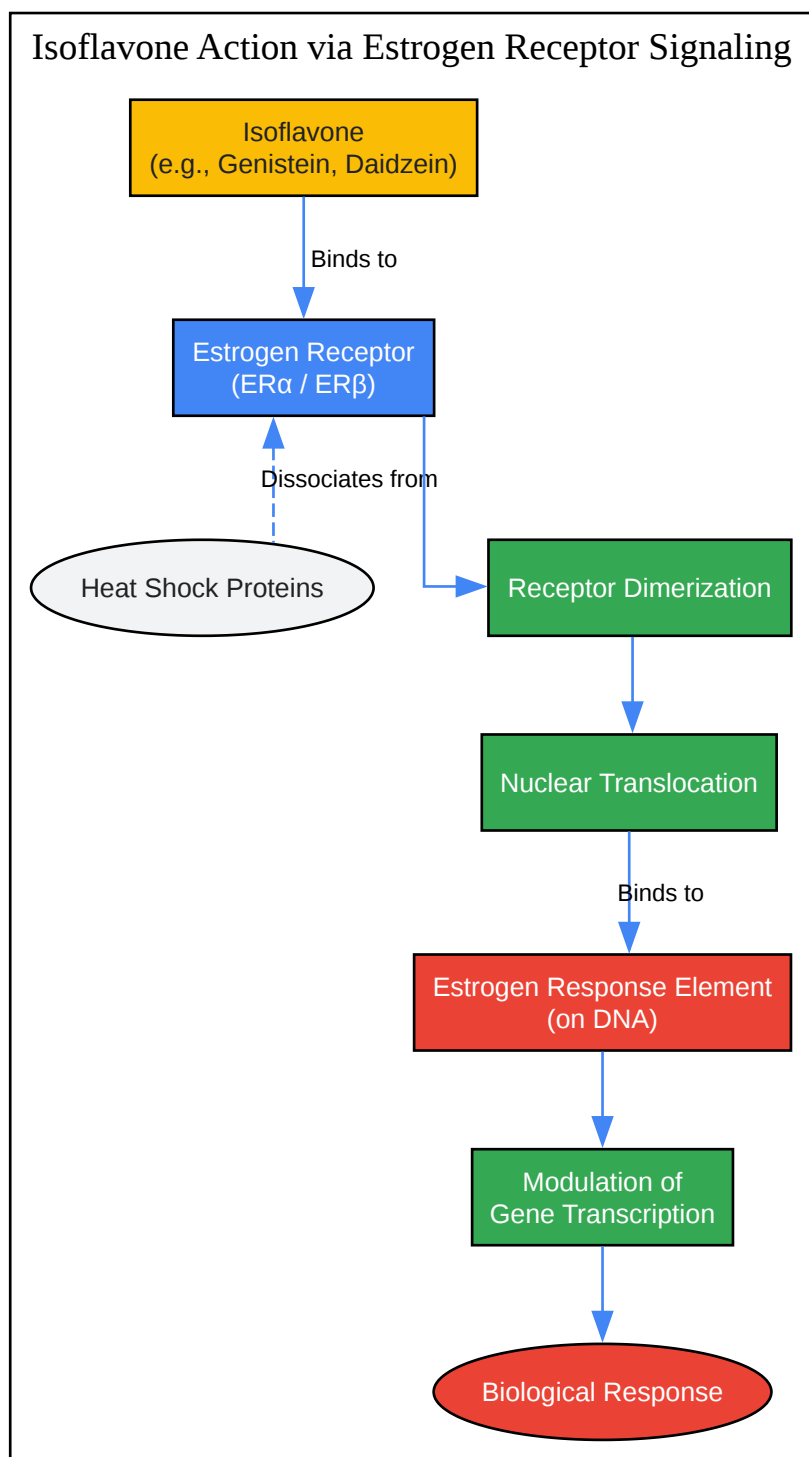 Isoflavone Action via Estrogen Receptor Signaling
Isoflavone
(e.g., Genistein, Daidzein)
Binds to
Estrogen Receptor
(ERα / ERβ)
Dissociates from
Heat Shock Proteins
Receptor Dimerization
Nuclear Translocation
Binds to
Estrogen Response Element
(on DNA)
Modulation of
Gene Transcription
Biological Response